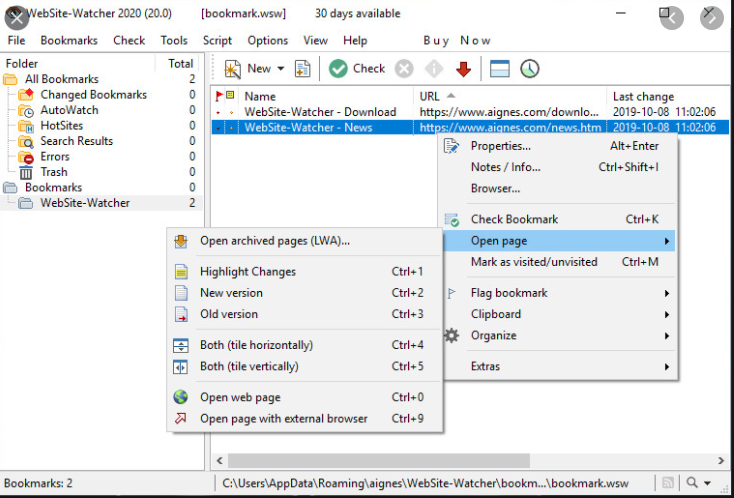 WebSite-Watcher 2020 (20.0) [bookmark.wsw] 30 days available
File Bookmarks Check Tools Script Options View Help Buy Now
Folder Total
All Bookmarks 2
Changed Bookmarks 0
AutoWatch 0
HotSites 0
Search Results 0
Errors 0
Trash 0
Bookmarks 0
WebSite-Watcher 2
New Check
Name URL Last change
WebSite-Watcher - Download https://www.aignes.com/downlo... 2019-10-08 11:02:06
WebSite-Watcher - News https://www.aignes.com/news.htm 2019-10-08 11:02:06
Properties... Alt+Enter
Notes / Info... Ctrl+Shift+I
Browser...
Check Bookmark Ctrl+K
Open page
Mark as visited/unvisited Ctrl+M
Flag bookmark
Clipboard
Organize
Extras
Open archived pages (LWA)...
Highlight Changes Ctrl+1
New version Ctrl+2
Old version Ctrl+3
Both (tile horizontally) Ctrl+4
Both (tile vertically) Ctrl+5
Open web page Ctrl+0
Open page with external browser Ctrl+9
Bookmarks: 2 C:\Users\AppData\Roaming\aignes\WebSite-Watcher\bookm...\bookmark.wsw